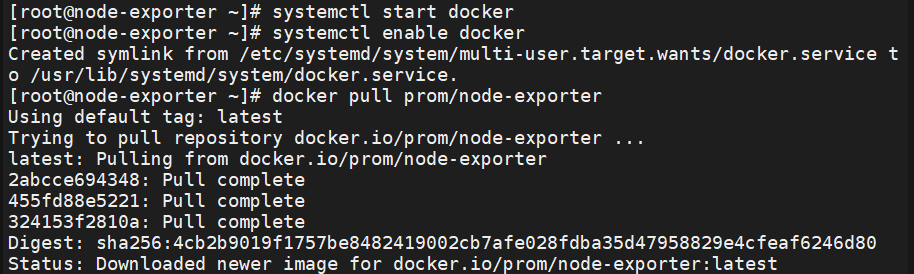 [root@node-exporter ~]# systemctl start docker
[root@node-exporter ~]# systemctl enable docker
Created symlink from /etc/systemd/system/multi-user.target.wants/docker.service t
o /usr/lib/systemd/system/docker.service.
[root@node-exporter ~]# docker pull prom/node-exporter
Using default tag: latest
Trying to pull repository docker.io/prom/node-exporter ...
latest: Pulling from docker.io/prom/node-exporter
2abcce694348: Pull complete
455fd88e5221: Pull complete
324153f2810a: Pull complete
Digest: sha256:4cb2b9019f1757be8482419002cb7afe028fdba35d47958829e4cfeaf6246d80
Status: Downloaded newer image for docker.io/prom/node-exporter:latest